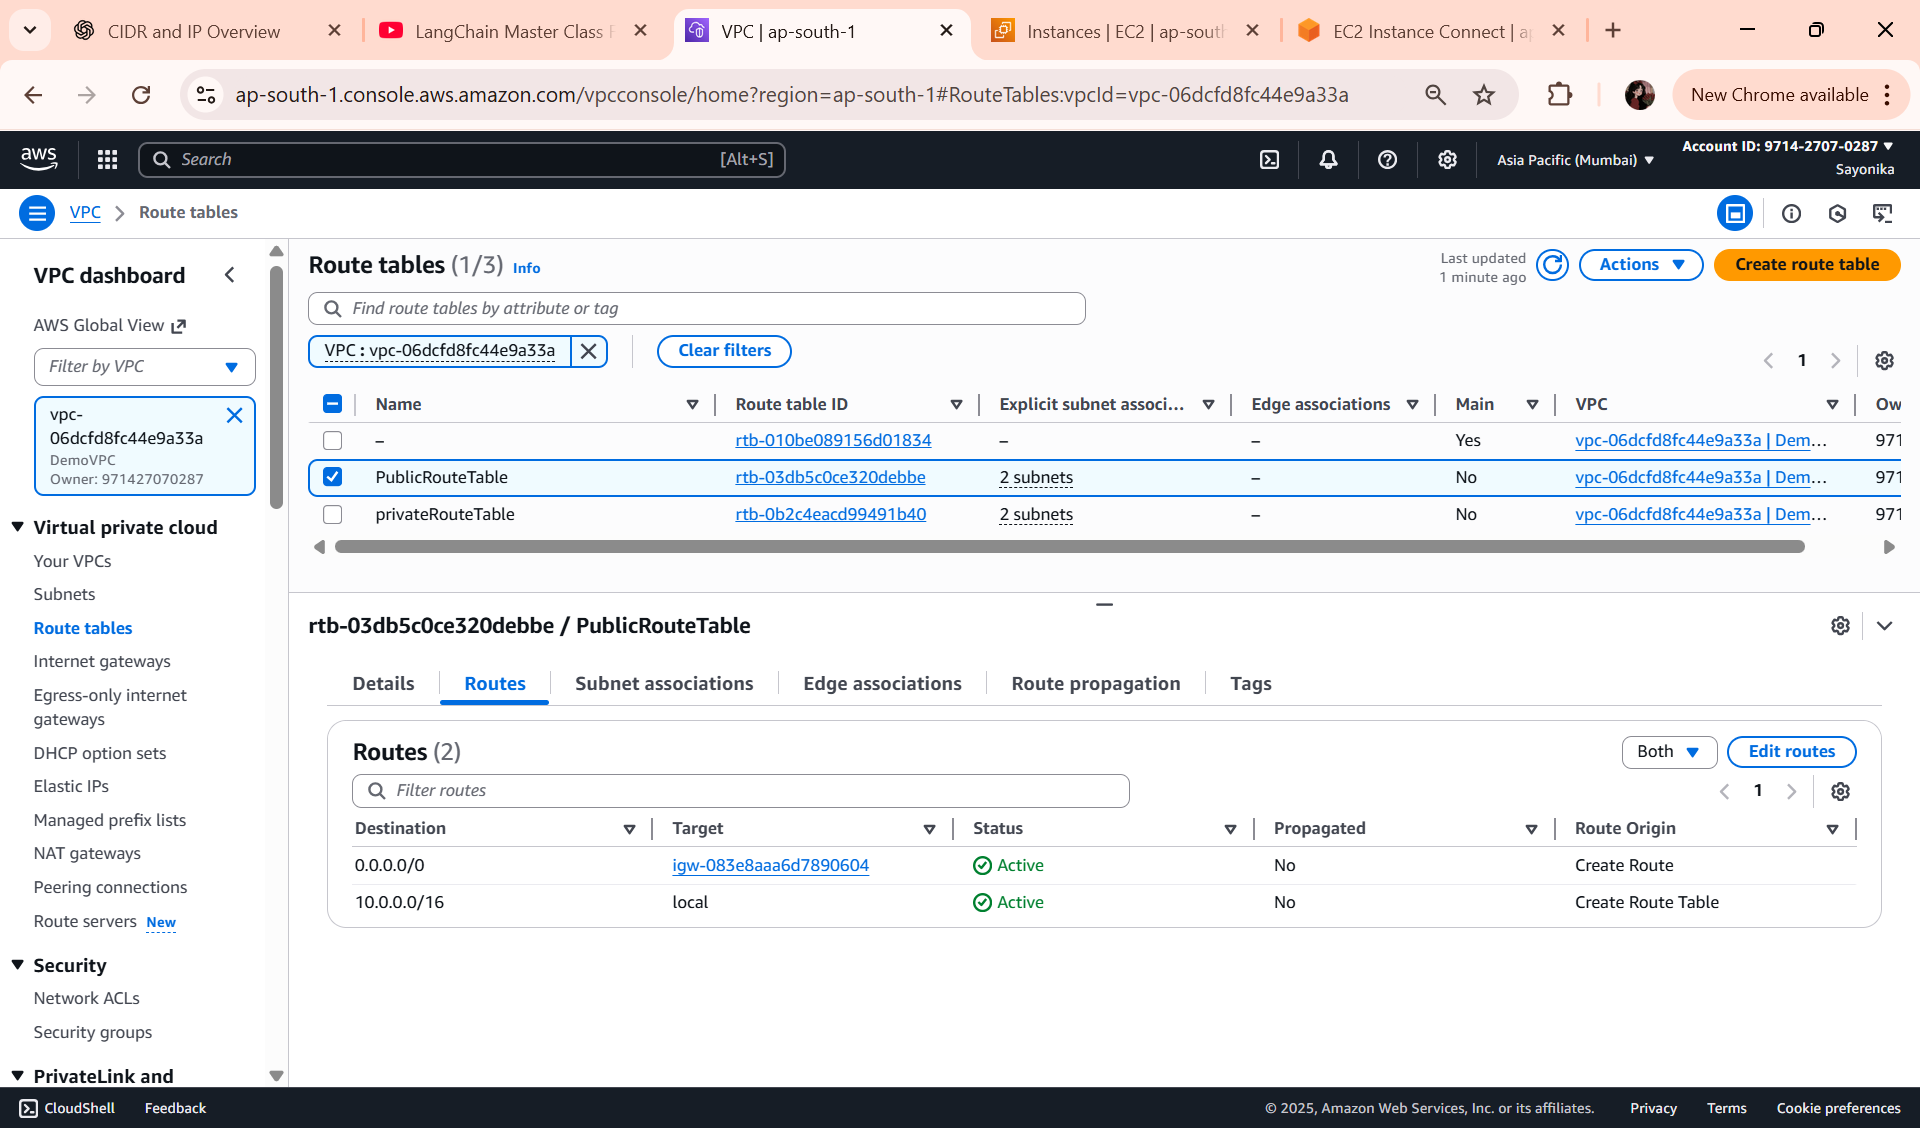 CIDR and IP Overview
LangChain Master Class F
VPC | ap-south-1
Instances | EC2 | ap-sout
EC2 Instance Connect | a
ap-south-1.console.aws.amazon.com/vpcconsole/home?region=ap-south-1#RouteTables:vpcId=vpc-06dcfd8fc44e9a33a
New Chrome available
aws
Search [Alt+S]
Asia Pacific (Mumbai)
Account ID: 9714-2707-0287
Sayonika
VPC > Route tables
VPC dashboard
AWS Global View
Filter by VPC
vpc-
06dcfd8fc44e9a33a
DemoVPC
Owner: 971427070287
Virtual private cloud
Your VPCs
Subnets
Route tables
Internet gateways
Egress-only internet
gateways
DHCP option sets
Elastic IPs
Managed prefix lists
NAT gateways
Peering connections
Route servers New
Security
Network ACLs
Security groups
PrivateLink and
Route tables (1/3) Info
Last updated
1 minute ago
Actions
Create route table
Find route tables by attribute or tag
VPC : vpc-06dcfd8fc44e9a33a
Clear filters
1
Name Route table ID Explicit subnet associ... Edge associations Main VPC Ow
– rtb-010be089156d01834 – – Yes vpc-06dcfd8fc44e9a33a | Dem... 971
PublicRouteTable rtb-03db5c0ce320debbe 2 subnets – No vpc-06dcfd8fc44e9a33a | Dem... 971
privateRouteTable rtb-0b2c4eacd99491b40 2 subnets – No vpc-06dcfd8fc44e9a33a | Dem... 971
rtb-03db5c0ce320debbe / PublicRouteTable
Details Routes Subnet associations Edge associations Route propagation Tags
Routes (2)
Both
Edit routes
Filter routes
1
Destination Target Status Propagated Route Origin
0.0.0.0/0 igw-083e8aaa6d7890604 Active No Create Route
10.0.0.0/16 local Active No Create Route Table
CloudShell Feedback © 2025, Amazon Web Services, Inc. or its affiliates. Privacy Terms Cookie preferences